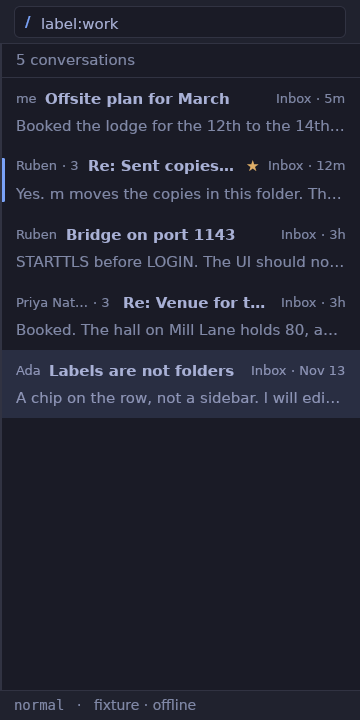 / label:work
5 conversations
me Offsite plan for March Inbox · 5m
Booked the lodge for the 12th to the 14th…
Ruben · 3 Re: Sent copies… ★ Inbox · 12m
Yes. m moves the copies in this folder. Th…
Ruben Bridge on port 1143 Inbox · 3h
STARTTLS before LOGIN. The UI should no…
Priya Nat… · 3 Re: Venue for t… Inbox · 3h
Booked. The hall on Mill Lane holds 80, a…
Ada Labels are not folders Inbox · Nov 13
A chip on the row, not a sidebar. I will edi…
normal · fixture · offline